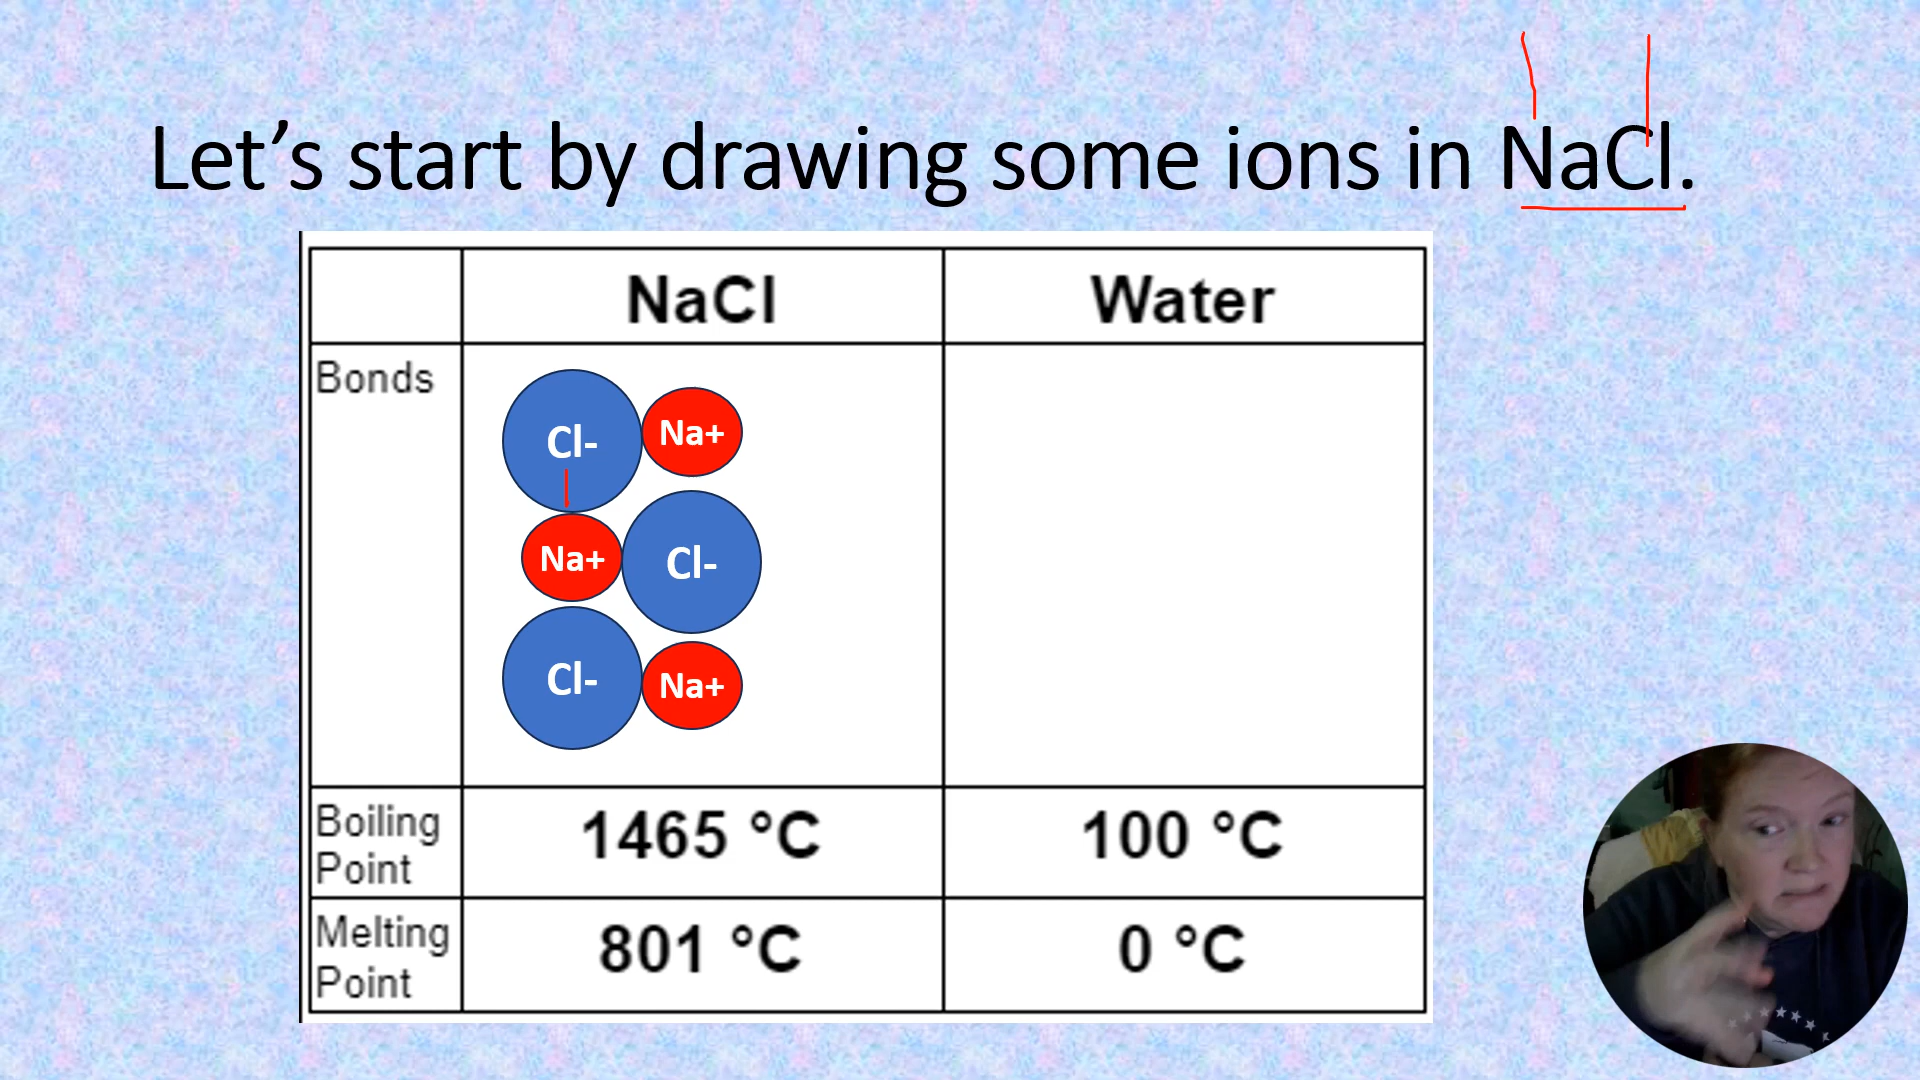 Let’s start by drawing some ions in NaCl.
NaCl Water
Bonds
Cl- Na+
Na+ Cl-
Cl- Na+
Boiling Point 1465 °C 100 °C
Melting Point 801 °C 0 °C